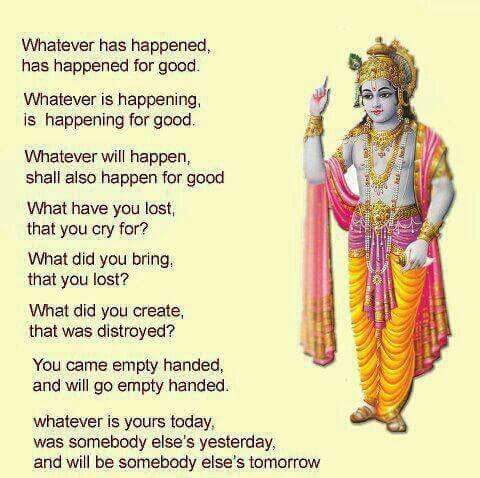 Whatever has happened,
has happened for good.
Whatever is happening,
is happening for good.
Whatever will happen,
shall also happen for good
What have you lost,
that you cry for?
What did you bring,
that you lost?
What did you create,
that was distroyed?
You came empty handed,
and will go empty handed.
whatever is yours today,
was somebody else's yesterday,
and will be somebody else's tomorrow